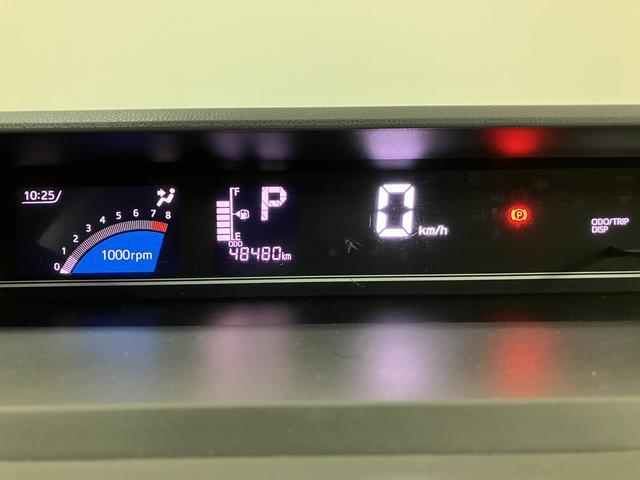 10:25/
0 1 2 3 4 5 6 7 8
1000rpm
F
E
P
ODO
48480km
0 km/h
(P)
ODO/TRIP
DISP